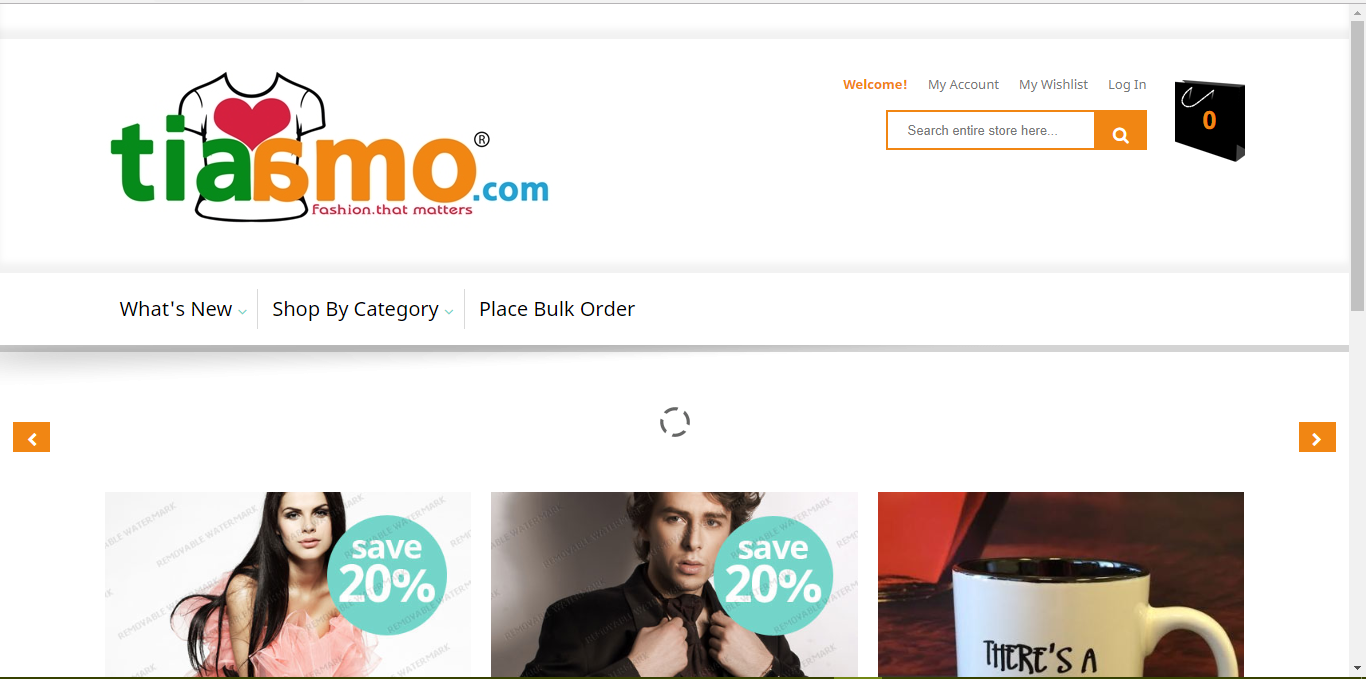 Welcome! My Account My Wishlist Log In
Search entire store here...
0
tiaamo®.com
fashion.that matters
What's New
Shop By Category
Place Bulk Order
save
20%
save
20%
THERE'S A
REMOVABLE WATERMARK